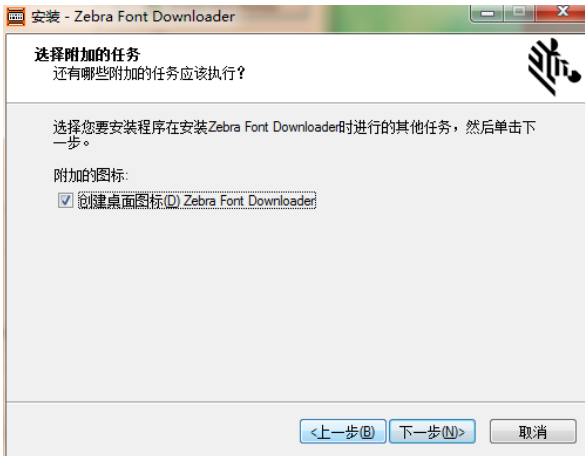 安装 - Zebra Font Downloader
选择附加的任务
还有哪些附加的任务应该执行?
选择您要安装程序在安装Zebra Font Downloader时进行的其他任务，然后单击下
一步。
附加的图标:
创建桌面图标(D) Zebra Font Downloader
<上一步(B) 下一步(N)> 取消